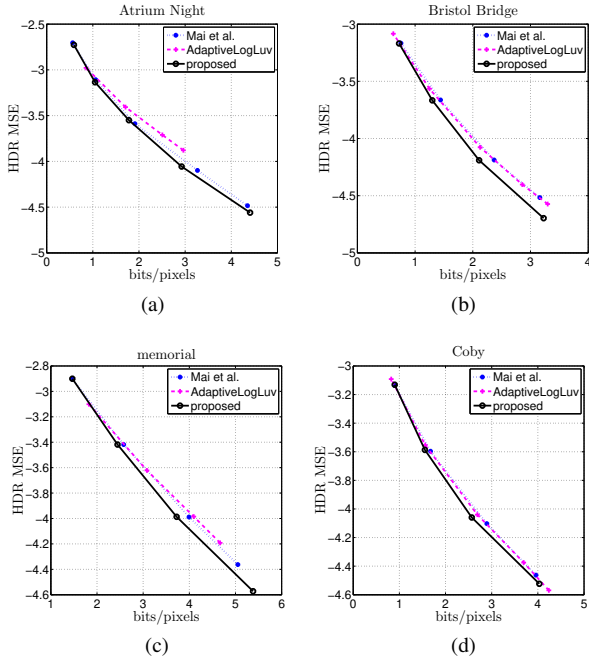 Atrium Night
−2.5
−3
−3.5
−4
−4.5
−5
HDR MSE
0 1 2 3 4 5
bits/pixels
Mai et al.
AdaptiveLogLuv
proposed
(a)
Bristol Bridge
−3
−3.5
−4
−4.5
−5
HDR MSE
0 1 2 3 4
bits/pixels
Mai et al.
AdaptiveLogLuv
proposed
(b)
memorial
−2.8
−3
−3.2
−3.4
−3.6
−3.8
−4
−4.2
−4.4
−4.6
HDR MSE
1 2 3 4 5 6
bits/pixels
Mai et al.
AdaptiveLogLuv
proposed
(c)
Coby
−3
−3.2
−3.4
−3.6
−3.8
−4
−4.2
−4.4
−4.6
HDR MSE
0 1 2 3 4 5
bits/pixels
Mai et al.
AdaptiveLogLuv
proposed
(d)